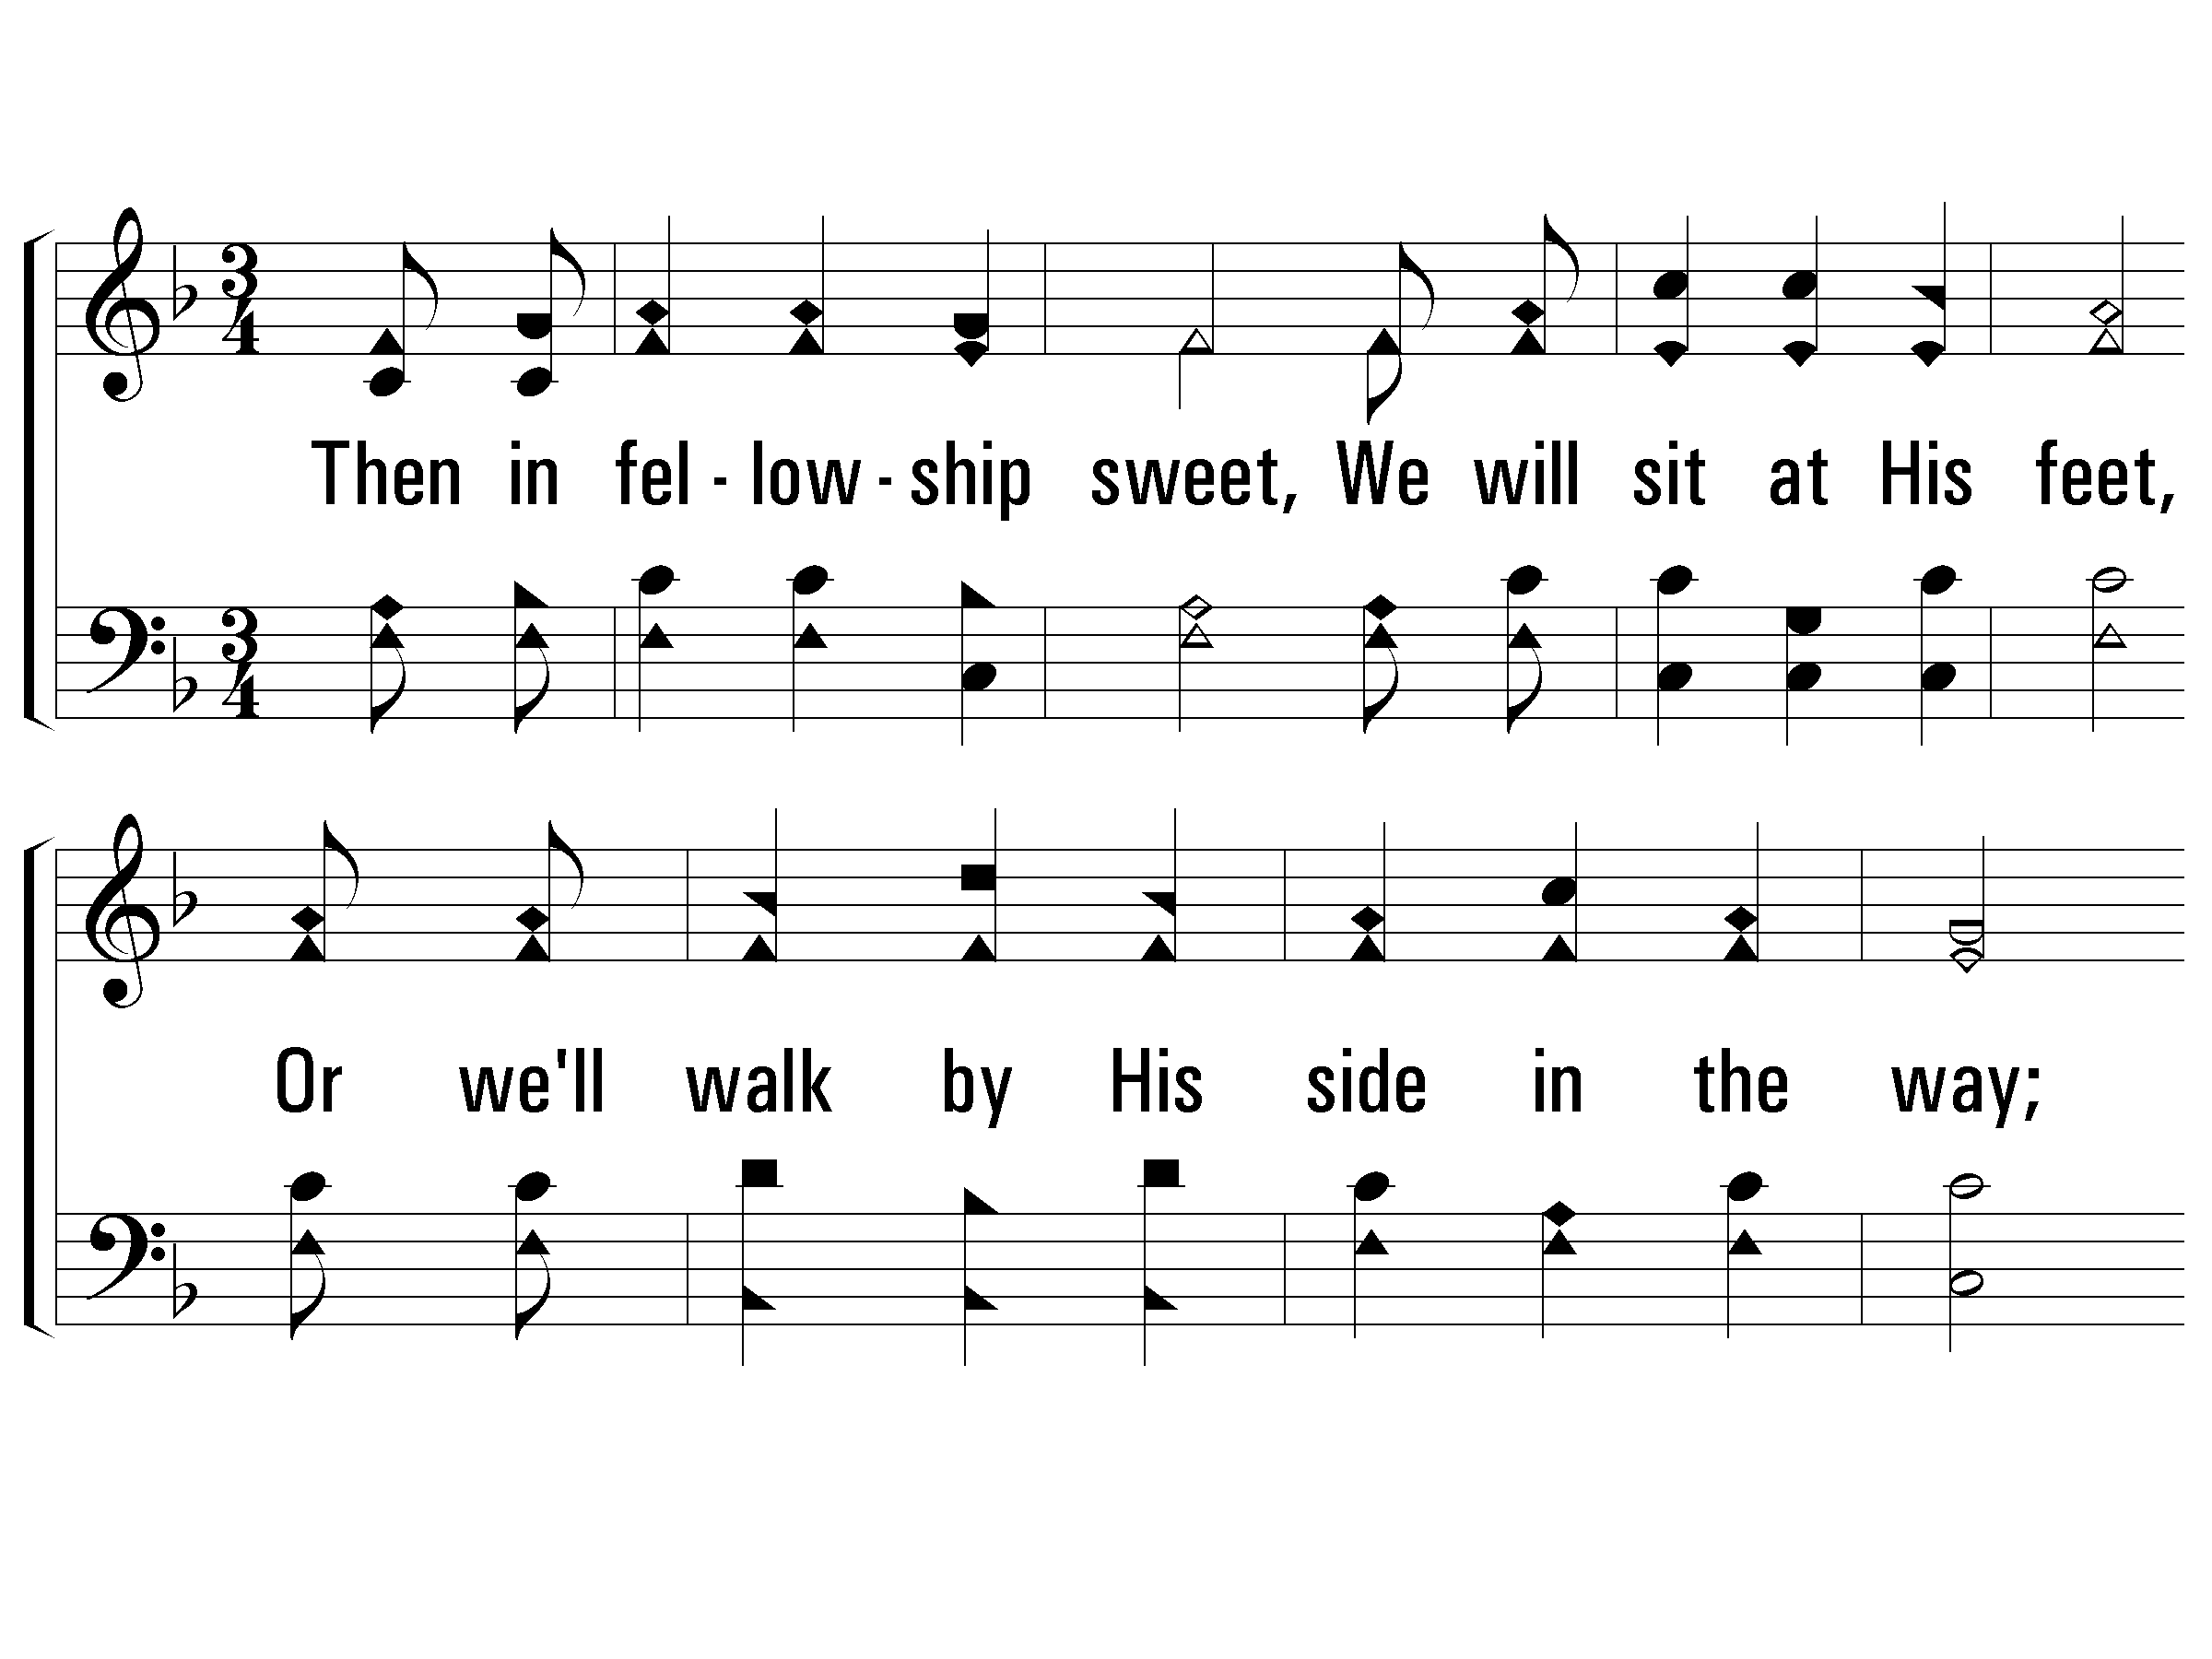 Then in fel - low - ship sweet, We will sit at His feet,
Or we'll walk by His side in the way;